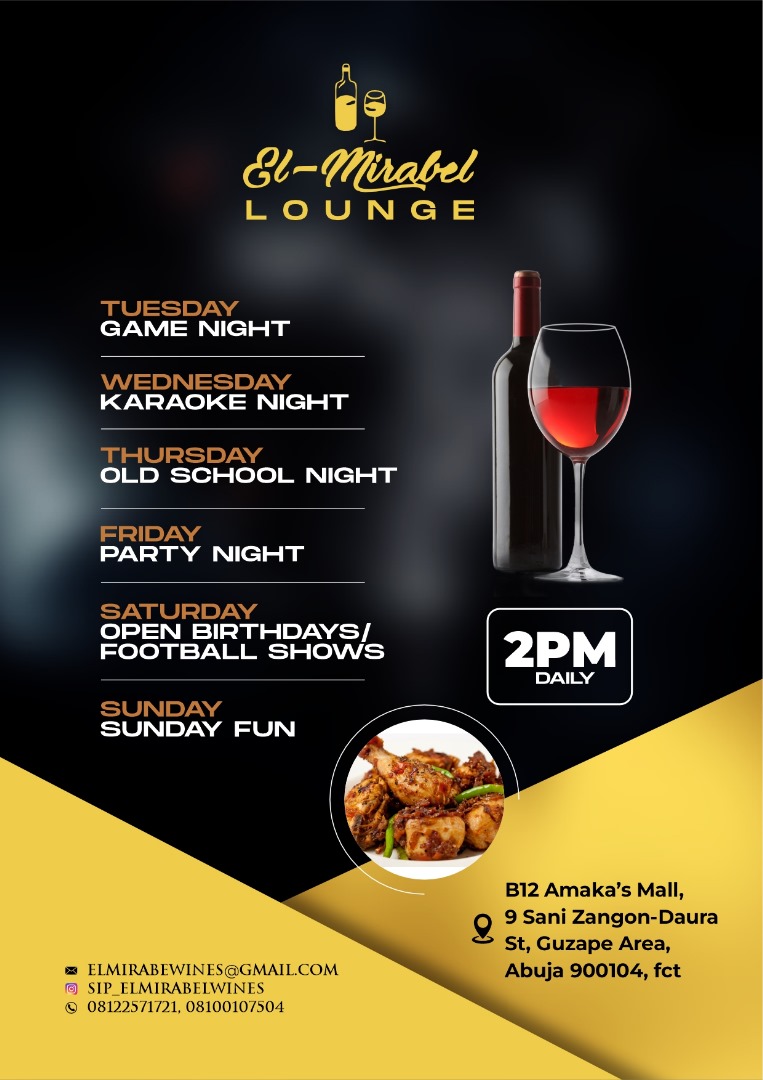 El-Mirabel
LOUNGE
TUESDAY
GAME NIGHT
WEDNESDAY
KARAOKE NIGHT
THURSDAY
OLD SCHOOL NIGHT
FRIDAY
PARTY NIGHT
SATURDAY
OPEN BIRTHDAYS/
FOOTBALL SHOWS
SUNDAY
SUNDAY FUN
2PM
DAILY
B12 Amaka's Mall,
9 Sani Zangon-Daura
St, Guzape Area,
Abuja 900104, fct
ELMIRABEWINES@GMAIL.COM
SIP_ELMIRABELWINES
08122571721, 08100107504